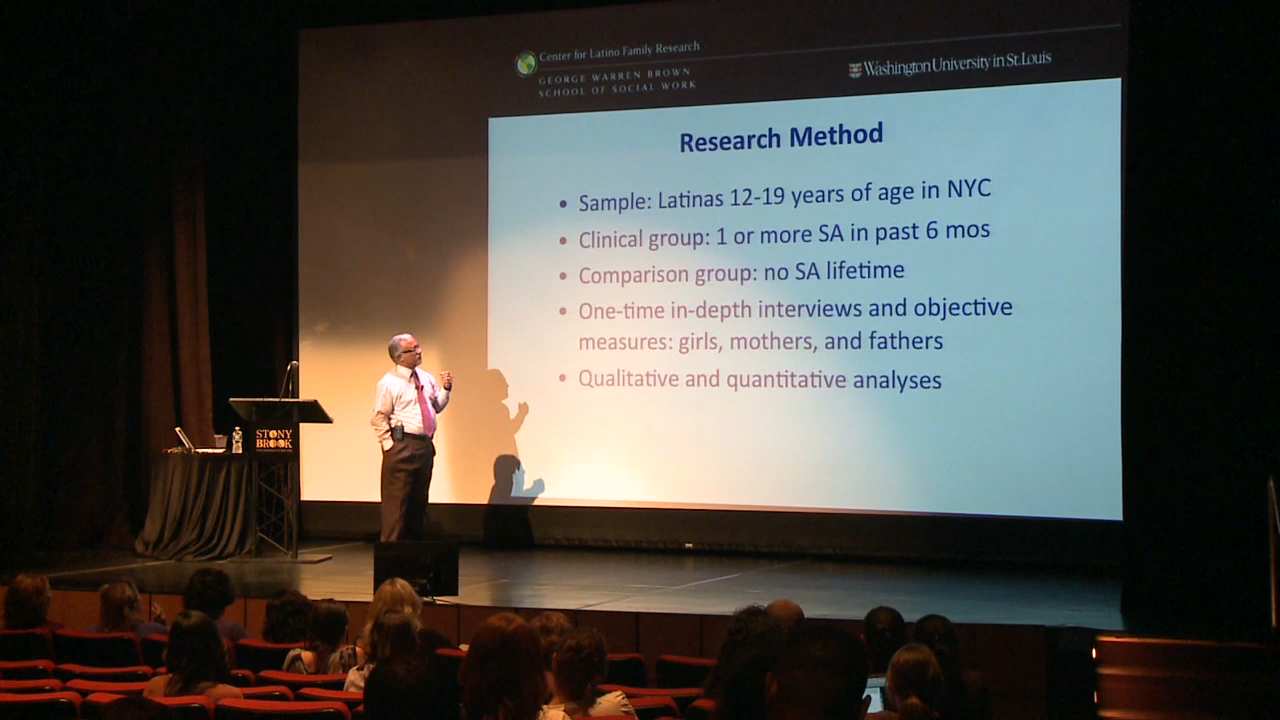 Center for Latino Family Research
GEORGE WARREN BROWN
SCHOOL OF SOCIAL WORK
Washington University in St.Louis
Research Method
• Sample: Latinas 12-19 years of age in NYC
• Clinical group: 1 or more SA in past 6 mos
• Comparison group: no SA lifetime
• One-time in-depth interviews and objective
measures: girls, mothers, and fathers
• Qualitative and quantitative analyses
STONY
BROOK